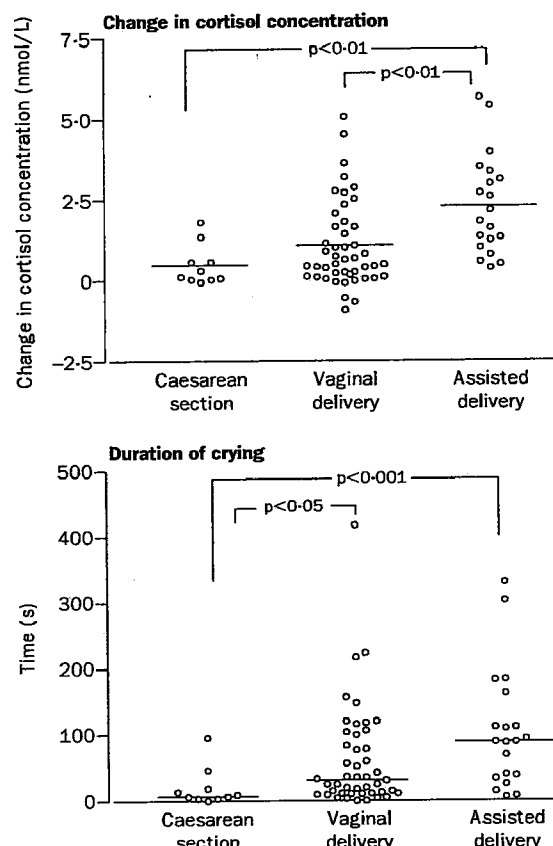 Change in cortisol concentration
Change in cortisol concentration (nmol/L)
7·5
5·0
2·5
0
−2·5
p<0·01
p<0·01
Caesarean
section
Vaginal
delivery
Assisted
delivery
Duration of crying
Time (s)
500
400
300
200
100
0
p<0·001
p<0·05
Caesarean
section
Vaginal
delivery
Assisted
delivery